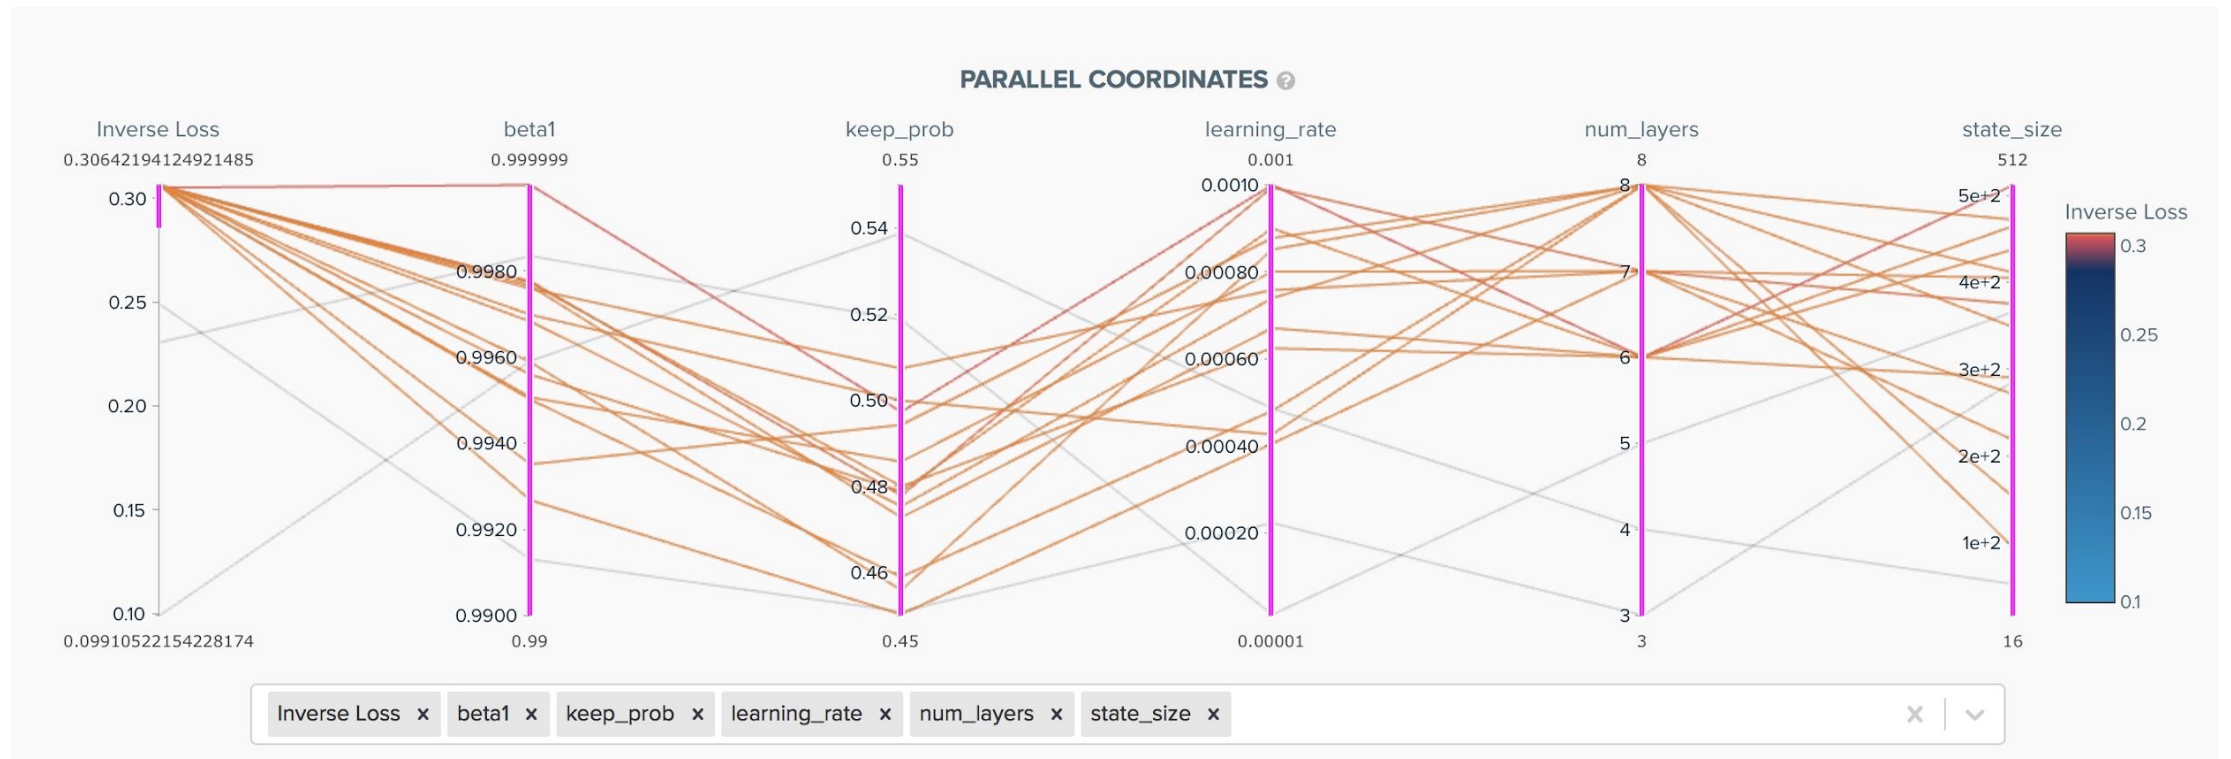 PARALLEL COORDINATES ?
Inverse Loss beta1 keep_prob learning_rate num_layers state_size
0.30642194124921485 0.999999 0.55 0.001 8 512
0.30
0.25
0.20
0.15
0.10
0.9980
0.9960
0.9940
0.9920
0.9900
0.54
0.52
0.50
0.48
0.46
0.0010
0.00080
0.00060
0.00040
0.00020
8
7
6
5
4
3
5e+2
4e+2
3e+2
2e+2
1e+2
Inverse Loss
0.3
0.25
0.2
0.15
0.1
0.09910522154228174 0.99 0.45 0.00001 3 16
Inverse Loss x beta1 x keep_prob x learning_rate x num_layers x state_size x